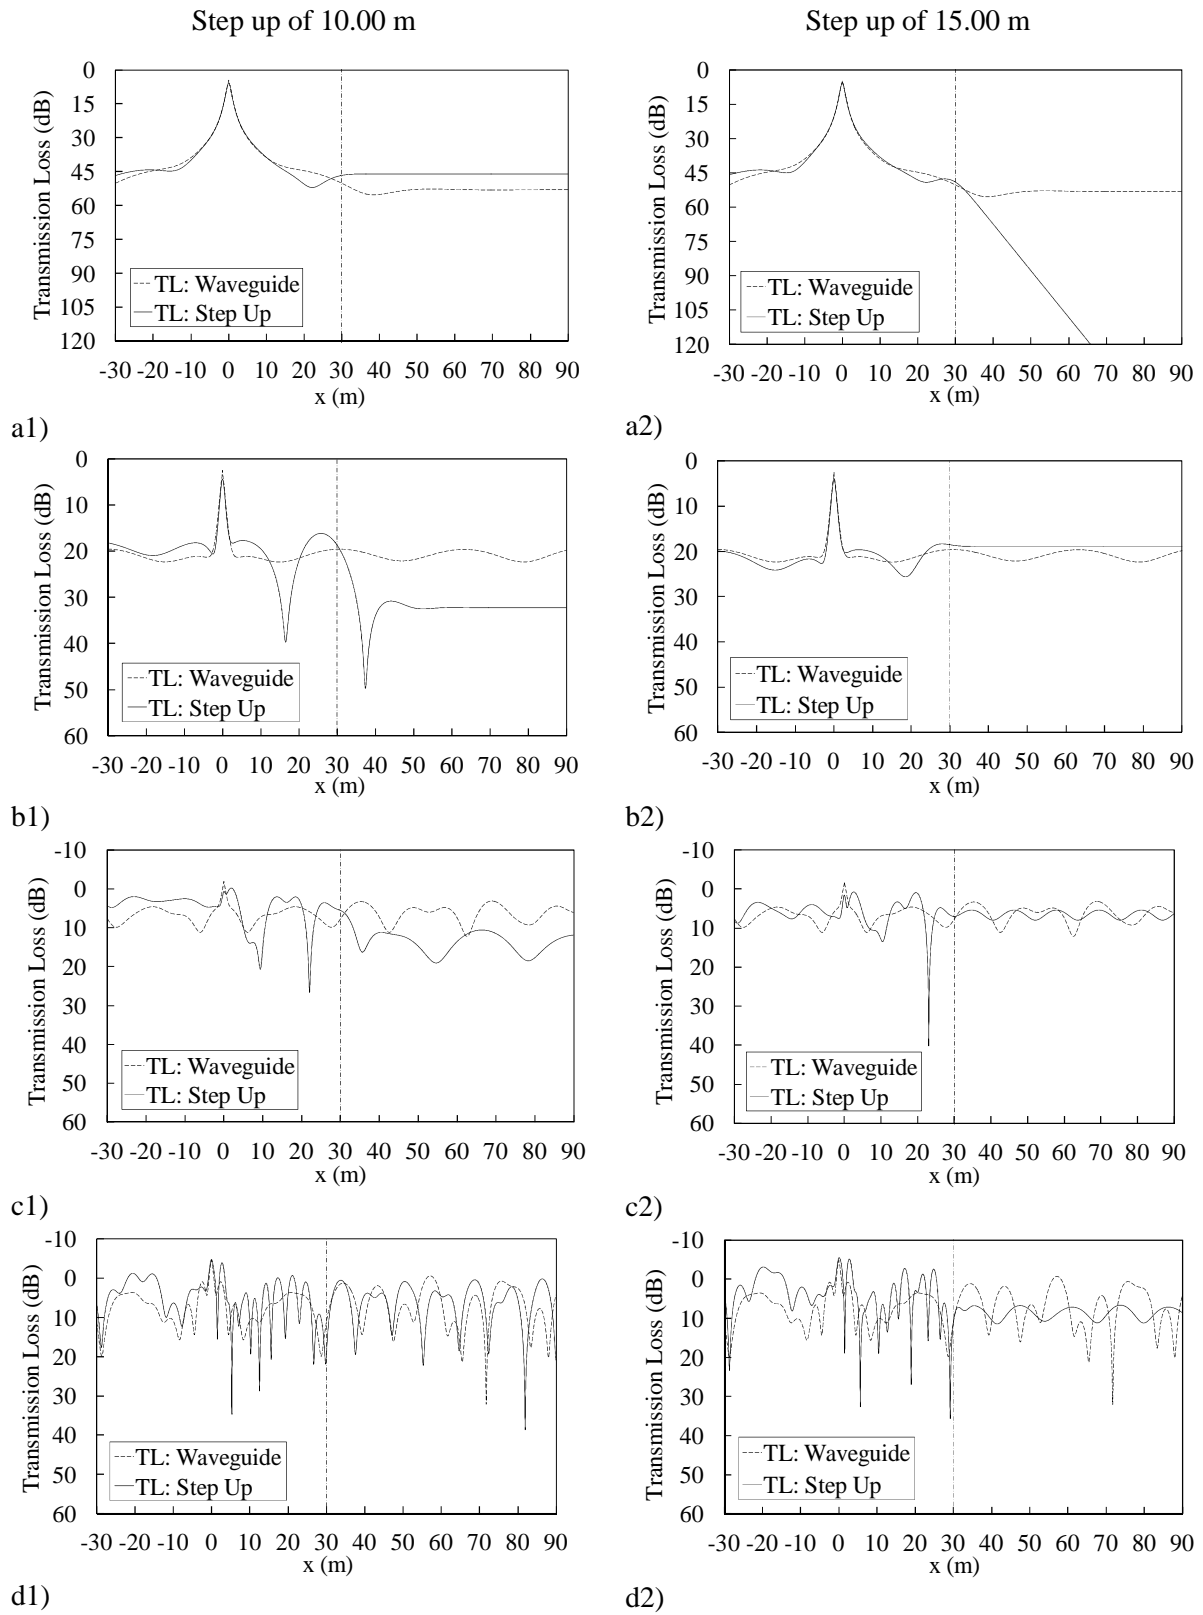 Step up of 10.00 m
Step up of 15.00 m
Transmission Loss (dB)
0
15
30
45
60
75
90
105
120
TL: Waveguide
TL: Step Up
-30 -20 -10 0 10 20 30 40 50 60 70 80 90
x (m)
a1)
Transmission Loss (dB)
0
15
30
45
60
75
90
105
120
TL: Waveguide
TL: Step Up
-30 -20 -10 0 10 20 30 40 50 60 70 80 90
x (m)
a2)
Transmission Loss (dB)
0
10
20
30
40
50
60
TL: Waveguide
TL: Step Up
-30 -20 -10 0 10 20 30 40 50 60 70 80 90
x (m)
b1)
Transmission Loss (dB)
0
10
20
30
40
50
60
TL: Waveguide
TL: Step Up
-30 -20 -10 0 10 20 30 40 50 60 70 80 90
x (m)
b2)
Transmission Loss (dB)
-10
0
10
20
30
40
50
60
TL: Waveguide
TL: Step Up
-30 -20 -10 0 10 20 30 40 50 60 70 80 90
x (m)
c1)
Transmission Loss (dB)
-10
0
10
20
30
40
50
60
TL: Waveguide
TL: Step Up
-30 -20 -10 0 10 20 30 40 50 60 70 80 90
x (m)
c2)
Transmission Loss (dB)
-10
0
10
20
30
40
50
60
TL: Waveguide
TL: Step Up
-30 -20 -10 0 10 20 30 40 50 60 70 80 90
x (m)
d1)
Transmission Loss (dB)
-10
0
10
20
30
40
50
60
TL: Waveguide
TL: Step Up
-30 -20 -10 0 10 20 30 40 50 60 70 80 90
x (m)
d2)